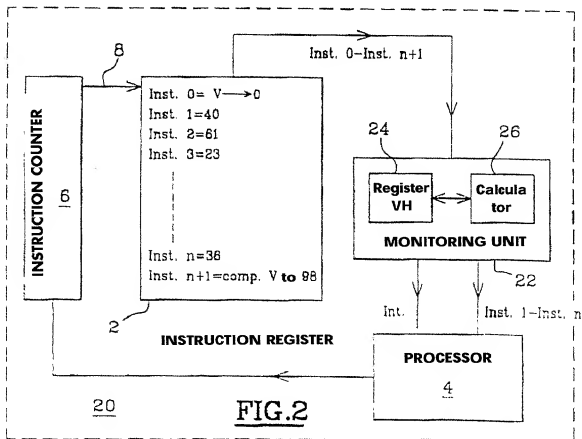 8
Inst. 0-Inst. n+1
INSTRUCTION COUNTER
6
Inst. 0= V→0
Inst. 1=40
Inst. 2=61
Inst. 3=23
Inst. n=36
Inst. n+1=comp. V to 98
24
26
Register
VH
Calcula
tor
MONITORING UNIT
2
22
INSTRUCTION REGISTER
Int.
Inst. 1-Inst. n
PROCESSOR
4
20
FIG.2